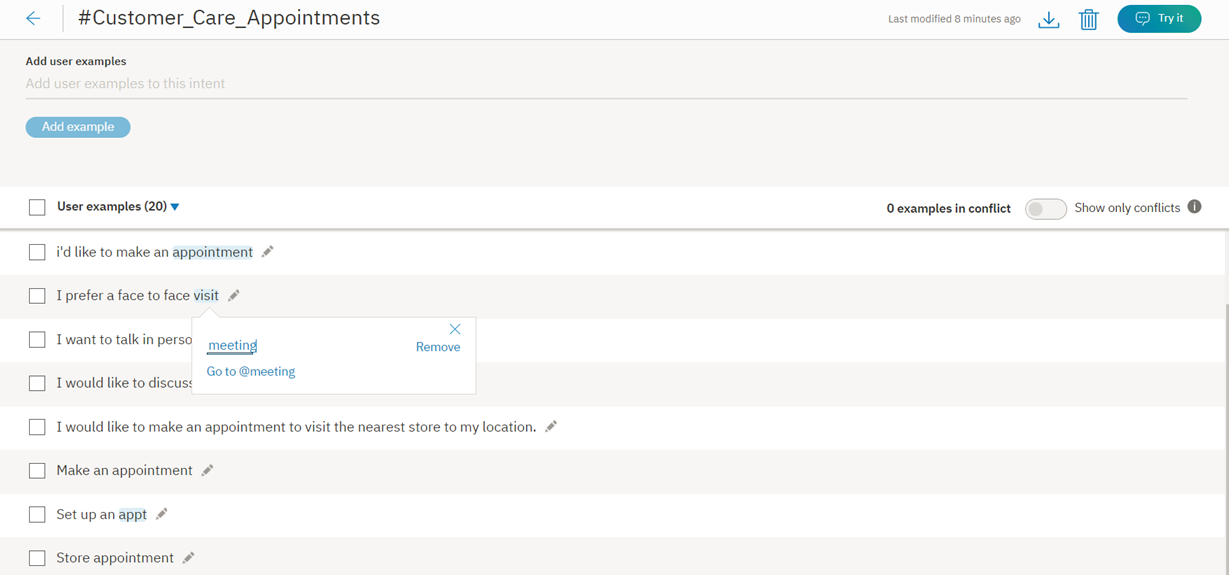 #Customer_Care_Appointments
Last modified 8 minutes ago
Try it
Add user examples
Add user examples to this intent
Add example
User examples (20)
0 examples in conflict
Show only conflicts
i'd like to make an appointment
I prefer a face to face visit
I want to talk in perso
meeting
Remove
Go to @meeting
I would like to discuss
I would like to make an appointment to visit the nearest store to my location.
Make an appointment
Set up an appt
Store appointment